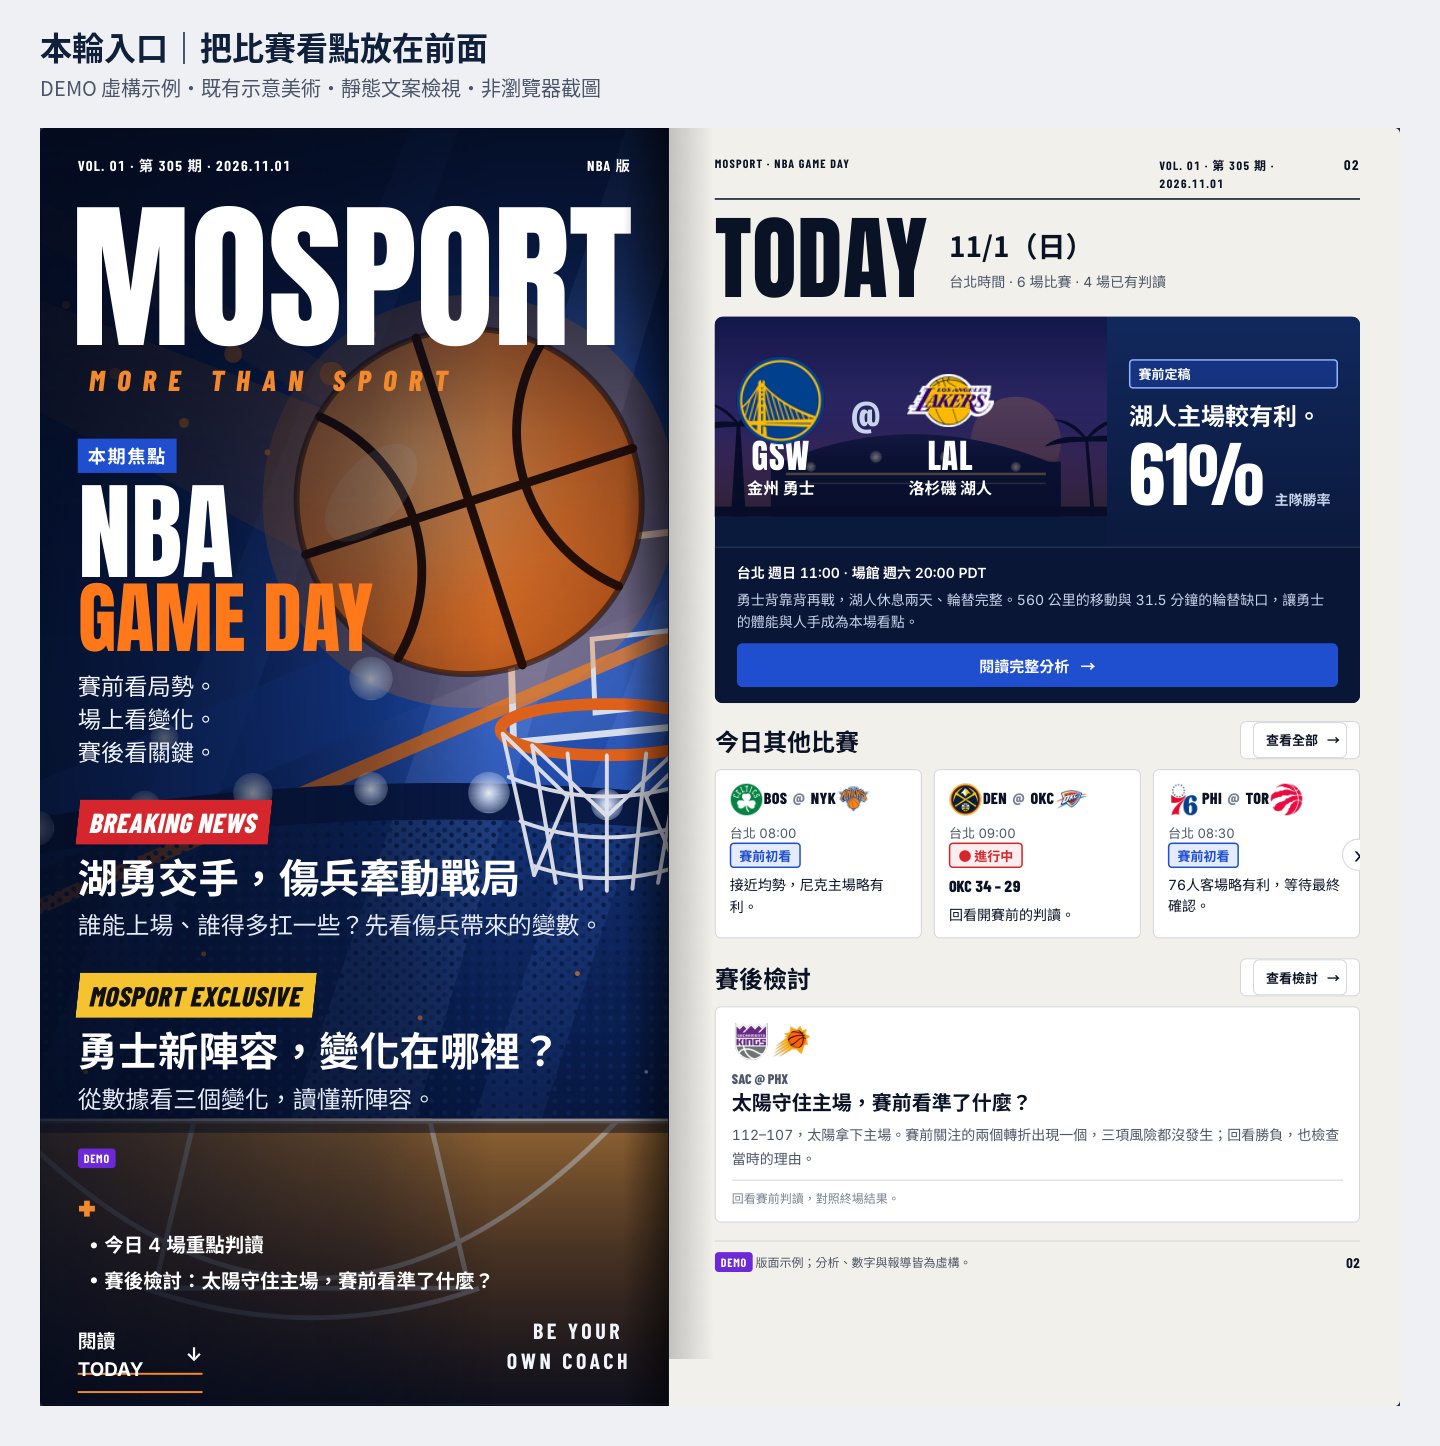 本輪入口｜把比賽看點放在前面
DEMO 虛構示例・既有示意美術・靜態文案檢視・非瀏覽器截圖
VOL. 01 · 第 305 期 · 2026.11.01
NBA 版
MOSPORT
MORE THAN SPORT
本期焦點
NBA
GAME DAY
賽前看局勢。
場上看變化。
賽後看關鍵。
BREAKING NEWS
湖勇交手，傷兵牽動戰局
誰能上場、誰得多扛一些？先看傷兵帶來的變數。
MOSPORT EXCLUSIVE
勇士新陣容，變化在哪裡？
從數據看三個變化，讀懂新陣容。
DEMO
+
• 今日 4 場重點判讀
• 賽後檢討：太陽守住主場，賽前看準了什麼？
閱讀
TODAY ↓
BE YOUR
OWN COACH
MOSPORT · NBA GAME DAY
VOL. 01 · 第 305 期 ·
2026.11.01
02
TODAY
11/1（日）
台北時間 · 6 場比賽 · 4 場已有判讀
GSW
金州 勇士
@
LOS ANGELES
LAKERS
LAL
洛杉磯 湖人
賽前定稿
湖人主場較有利。
61% 主隊勝率
台北 週日 11:00 · 場館 週六 20:00 PDT
勇士背靠背再戰，湖人休息兩天、輪替完整。560 公里的移動與 31.5 分鐘的輪替缺口，讓勇士
的體能與人手成為本場看點。
閱讀完整分析 →
今日其他比賽
查看全部 →
BOS @ NYK
台北 08:00
賽前初看
接近均勢，尼克主場略有
利。
DEN @ OKC
台北 09:00
進行中
OKC 34 – 29
回看開賽前的判讀。
76
PHI @ TOR
台北 08:30
賽前初看
76人客場略有利，等待最終
確認。
賽後檢討
查看檢討 →
KINGS
SAC @ PHX
太陽守住主場，賽前看準了什麼？
112–107，太陽拿下主場。賽前關注的兩個轉折出現一個，三項風險都沒發生；回看勝負，也檢查
當時的理由。
回看賽前判讀，對照終場結果。
DEMO 版面示例；分析、數字與報導皆為虛構。
02